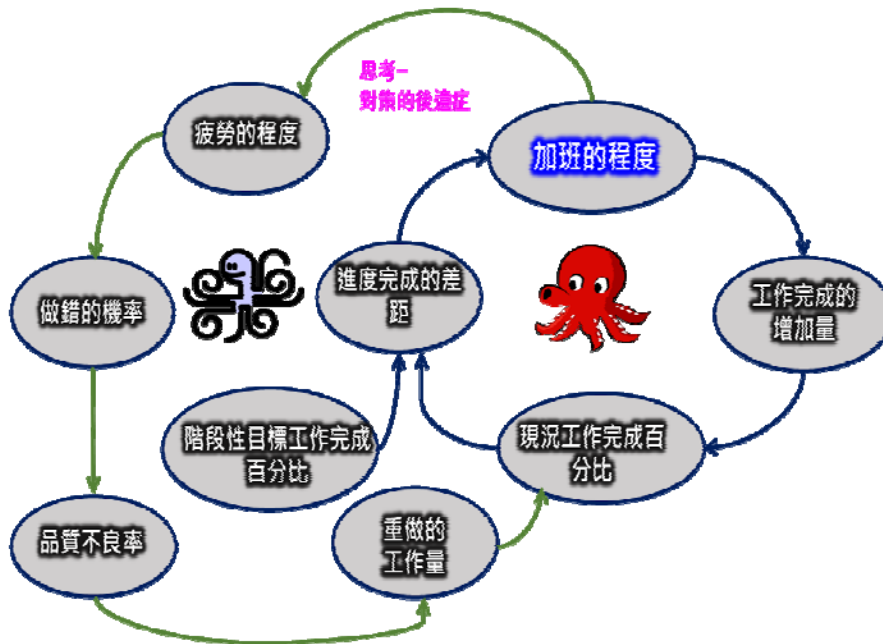 思考-
對策的後遺症
疲勞的程度
加班的程度
做錯的機率
進度完成的差
距
工作完成的
增加量
階段性目標工作完成
百分比
現況工作完成百
分比
品質不良率
重做的
工作量